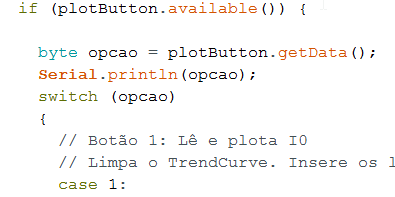 if (plotButton.available()) {
byte opcao = plotButton.getData();
Serial.println(opcao);
switch (opcao)
{
// Botão 1: Lê e plota I0
// Limpa o TrendCurve. Insere os l
case 1: